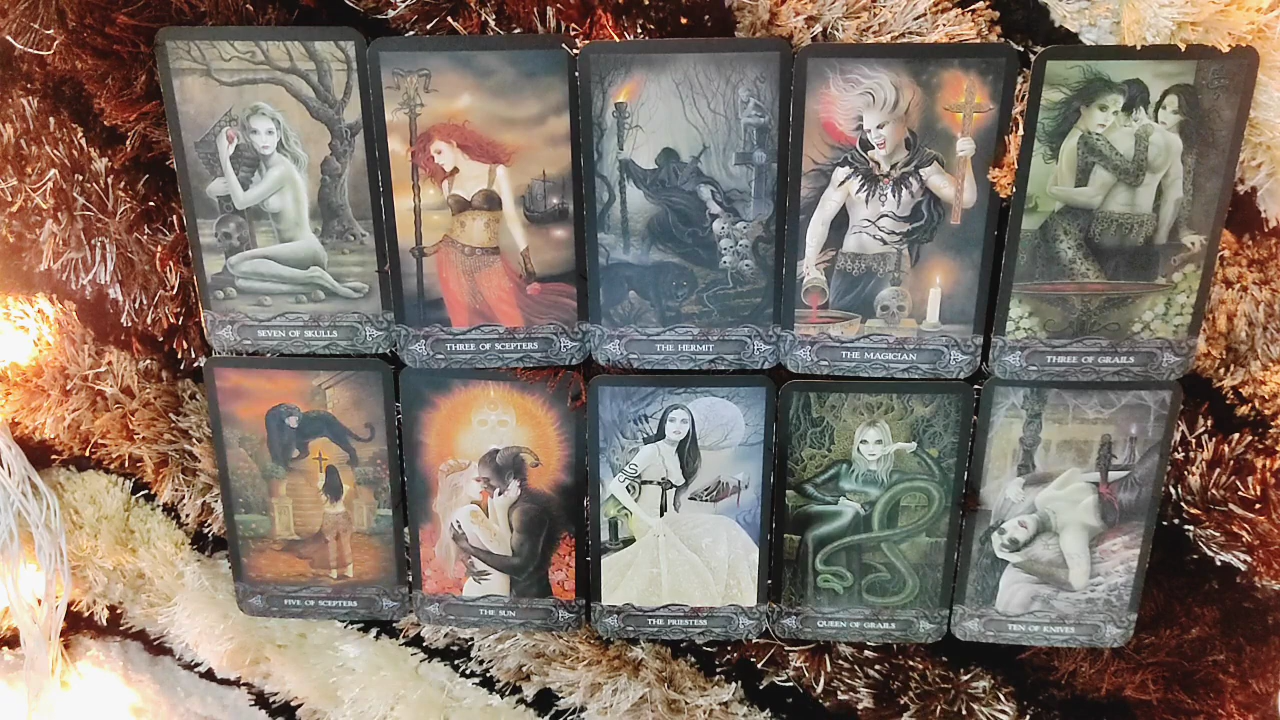 SEVEN OF SKULLS
THREE OF SCEPTERS
THE HERMIT
THE MAGICIAN
THREE OF GRAILS
FIVE OF SCEPTERS
THE SUN
THE PRIESTESS
QUEEN OF GRAILS
TEN OF KNIVES